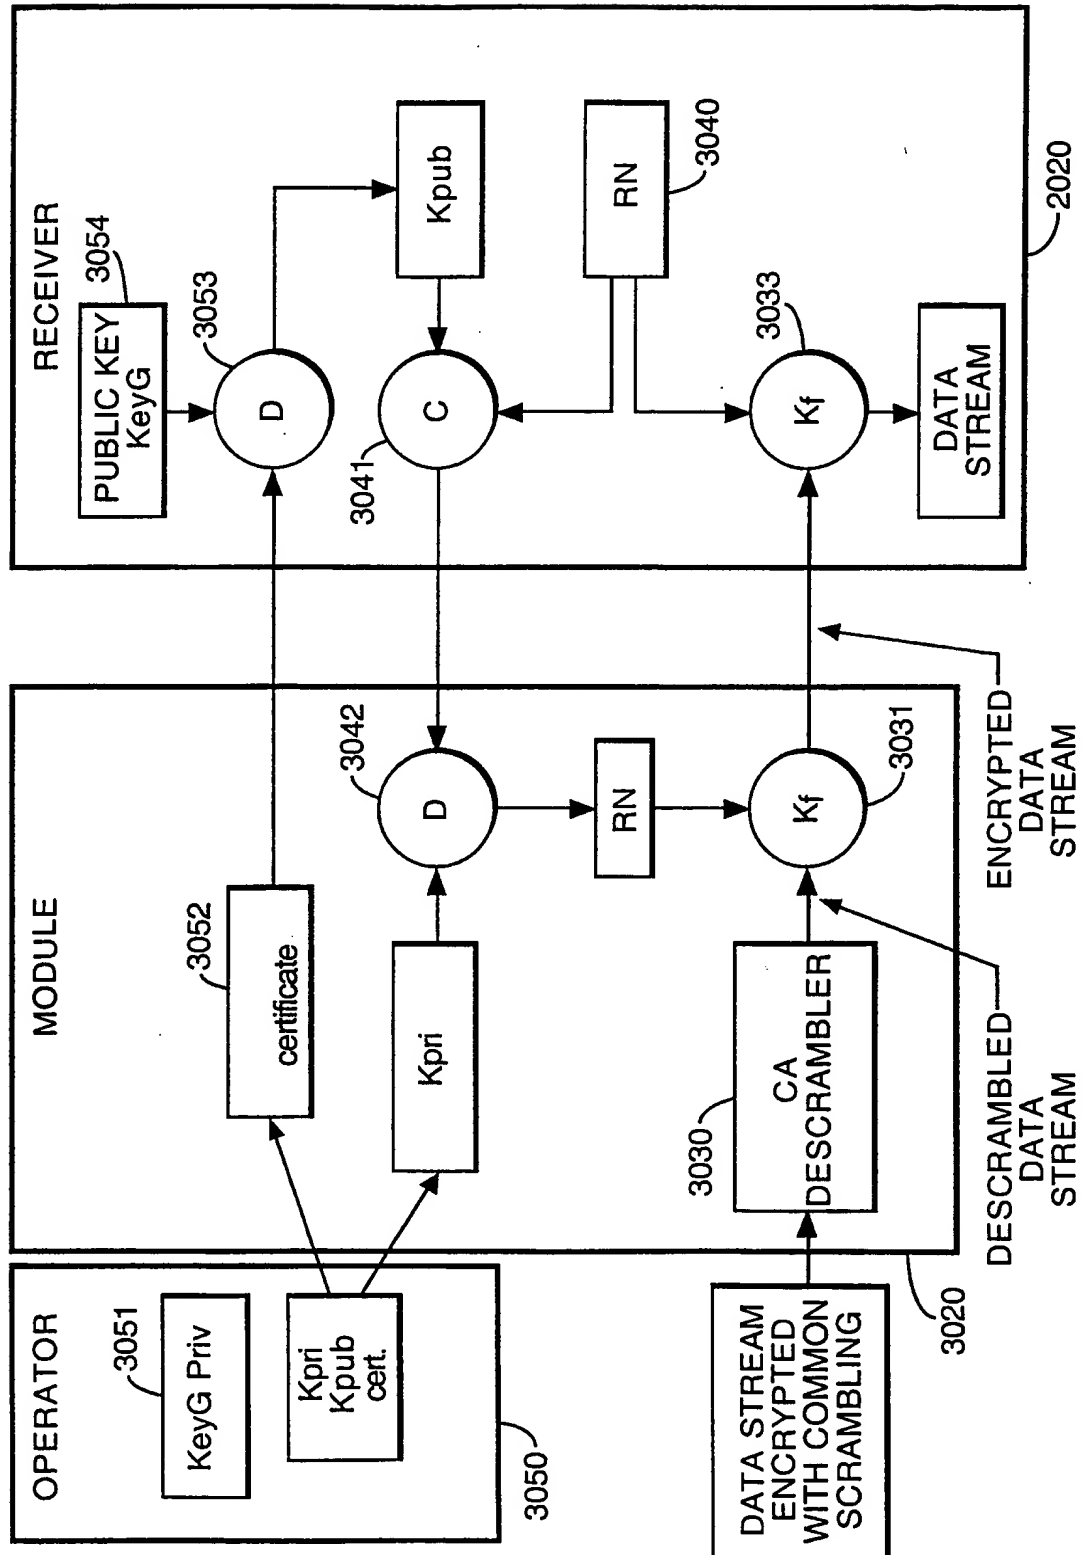 OPERATOR
3051
KeyG Priv
Kpri
Kpub
cert.
3050
DATA STREAM
ENCRYPTED
WITH COMMON
SCRAMBLING
MODULE
3052
certificate
Kpri
3042
D
RN
3030
CA
DESCRAMBLER
Kf
3031
3020
DESCRAMBLED
DATA
STREAM
ENCRYPTED
DATA
STREAM
RECEIVER
3054
PUBLIC KEY
KeyG
3053
D
Kpub
3041
C
RN
3040
3033
Kf
DATA
STREAM
2020